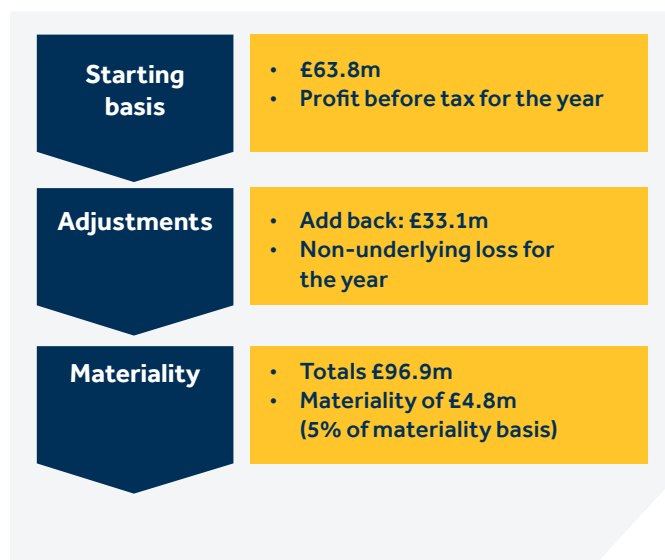 Starting
basis
• £63.8m
• Profit before tax for the year
Adjustments
• Add back: £33.1m
• Non-underlying loss for
the year
Materiality
• Totals £96.9m
• Materiality of £4.8m
(5% of materiality basis)